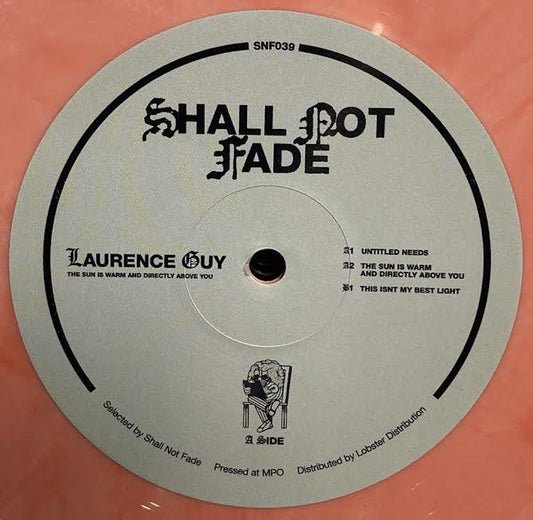 SNF039
SHALL NOT
FADE
LAURENCE GUY
THE SUN IS WARM AND DIRECTLY ABOVE YOU
A1 UNTITLED NEEDS
A2 THE SUN IS WARM
AND DIRECTLY ABOVE YOU
B1 THIS ISNT MY BEST LIGHT
A SIDE
Selected by Shall Not Fade Pressed at MPO Distributed by Lobster Distribution